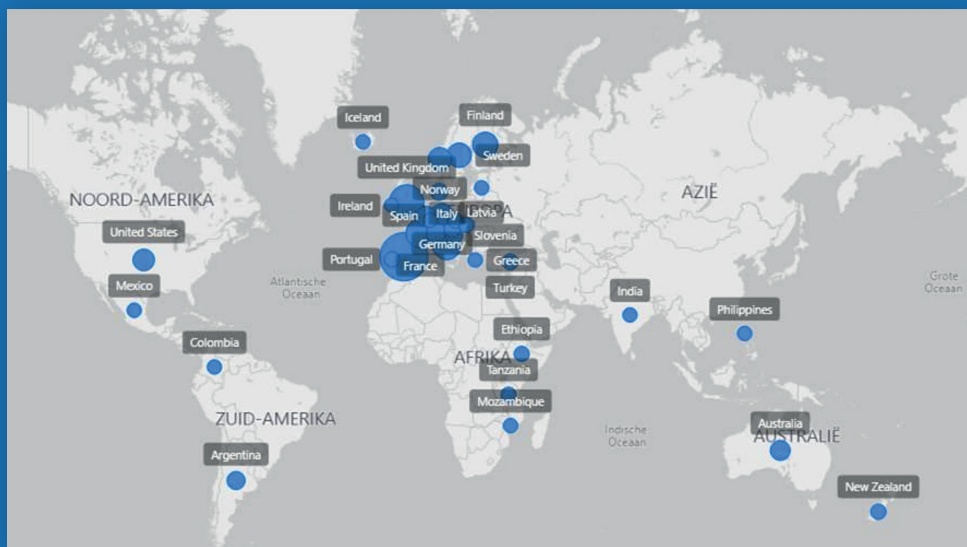 Iceland
Finland
United Kingdom
Sweden
NOORD-AMERIKA
Norway
AZIË
Ireland
Spain
Italy
Latvia
United States
Germany
Slovenia
Portugal
France
Greece
Atlantische
Oceaan
Mexico
Turkey
India
Grote
Oceaan
Philippines
Ethiopia
Colombia
AFRIKA
Tanzania
Mozambique
ZUID-AMERIKA
Indische
Oceaan
Australia
AUSTRALIË
Argentina
New Zealand